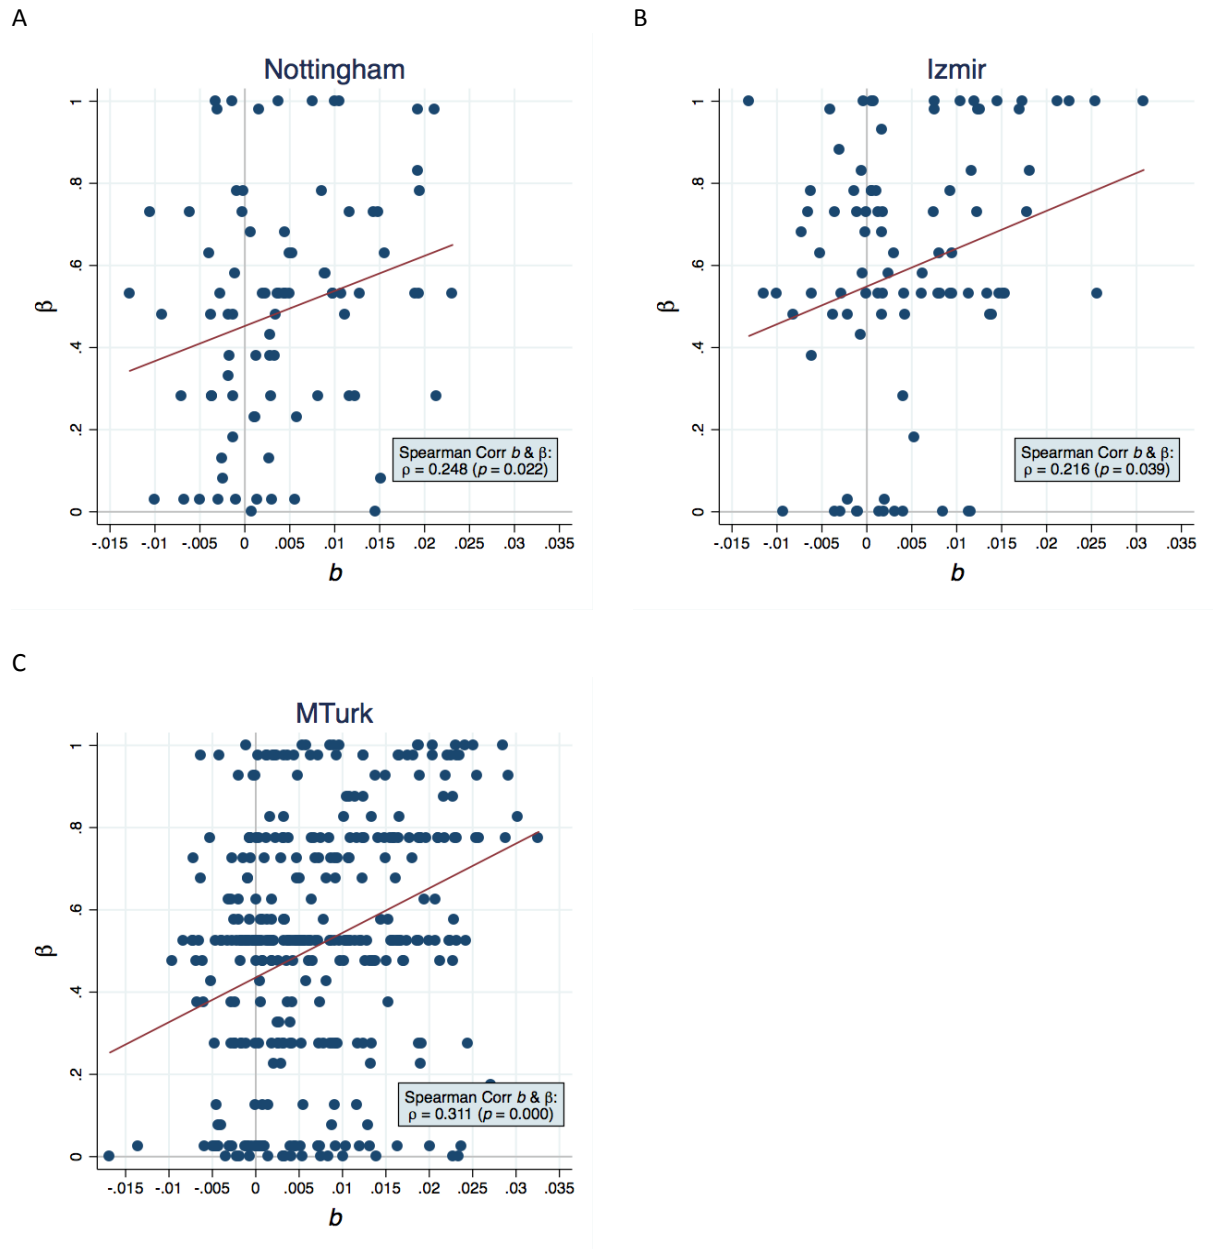 A
Nottingham
1
.8
.6
.4
.2
0
β
Spearman Corr b & β:
ρ = 0.248 (p = 0.022)
-.015 -.01 -.005 0 .005 .01 .015 .02 .025 .03 .035
b
B
Izmir
1
.8
.6
.4
.2
0
β
Spearman Corr b & β:
ρ = 0.216 (p = 0.039)
-.015 -.01 -.005 0 .005 .01 .015 .02 .025 .03 .035
b
C
MTurk
1
.8
.6
.4
.2
0
β
Spearman Corr b & β:
ρ = 0.311 (p = 0.000)
-.015 -.01 -.005 0 .005 .01 .015 .02 .025 .03 .035
b